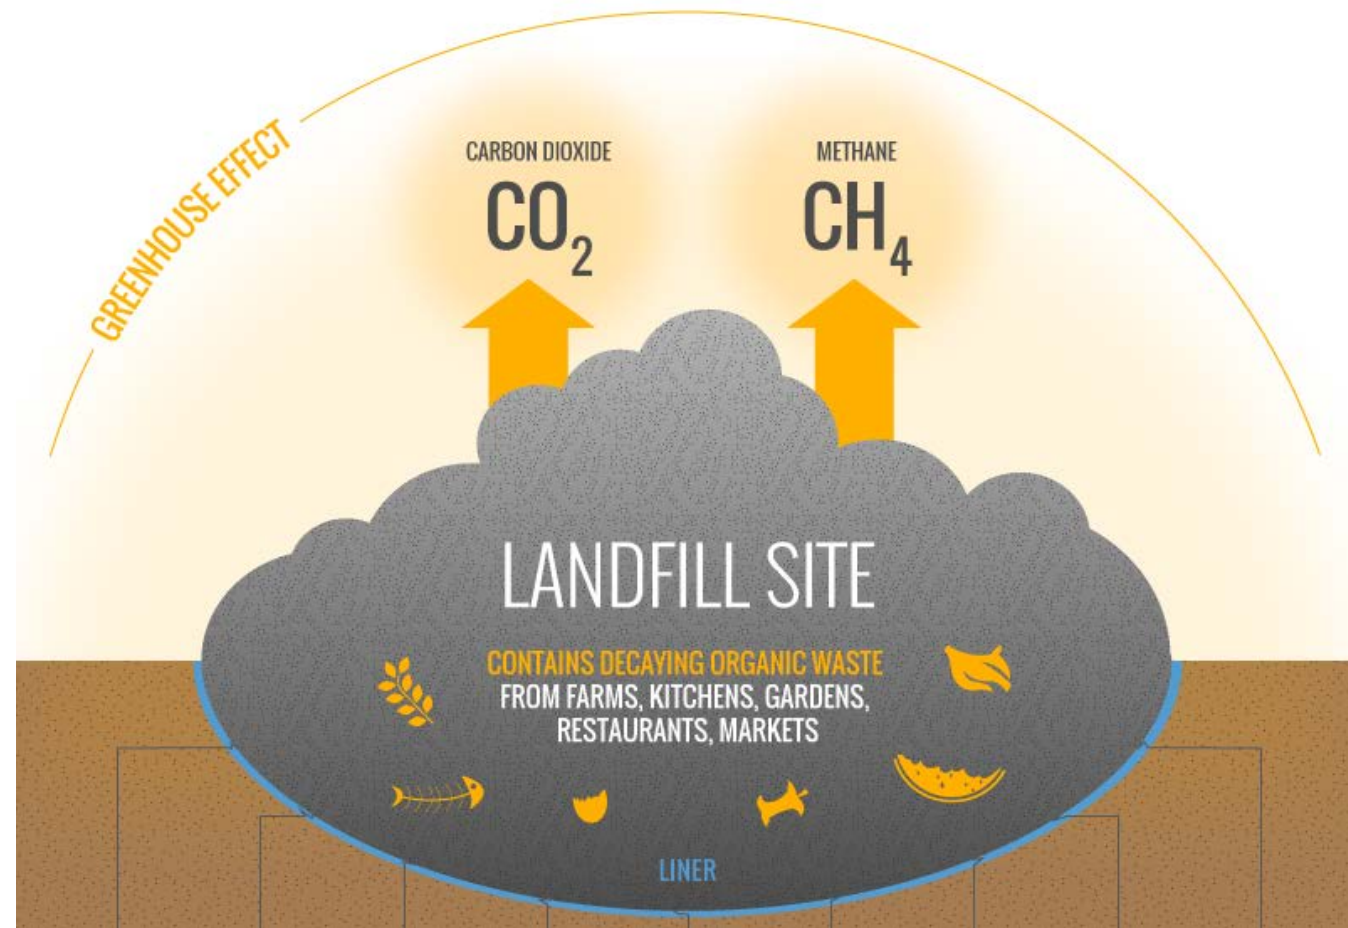 GREENHOUSE EFFECT
CARBON DIOXIDE
CO₂
METHANE
CH₄
LANDFILL SITE
CONTAINS DECAYING ORGANIC WASTE
FROM FARMS, KITCHENS, GARDENS,
RESTAURANTS, MARKETS
LINER